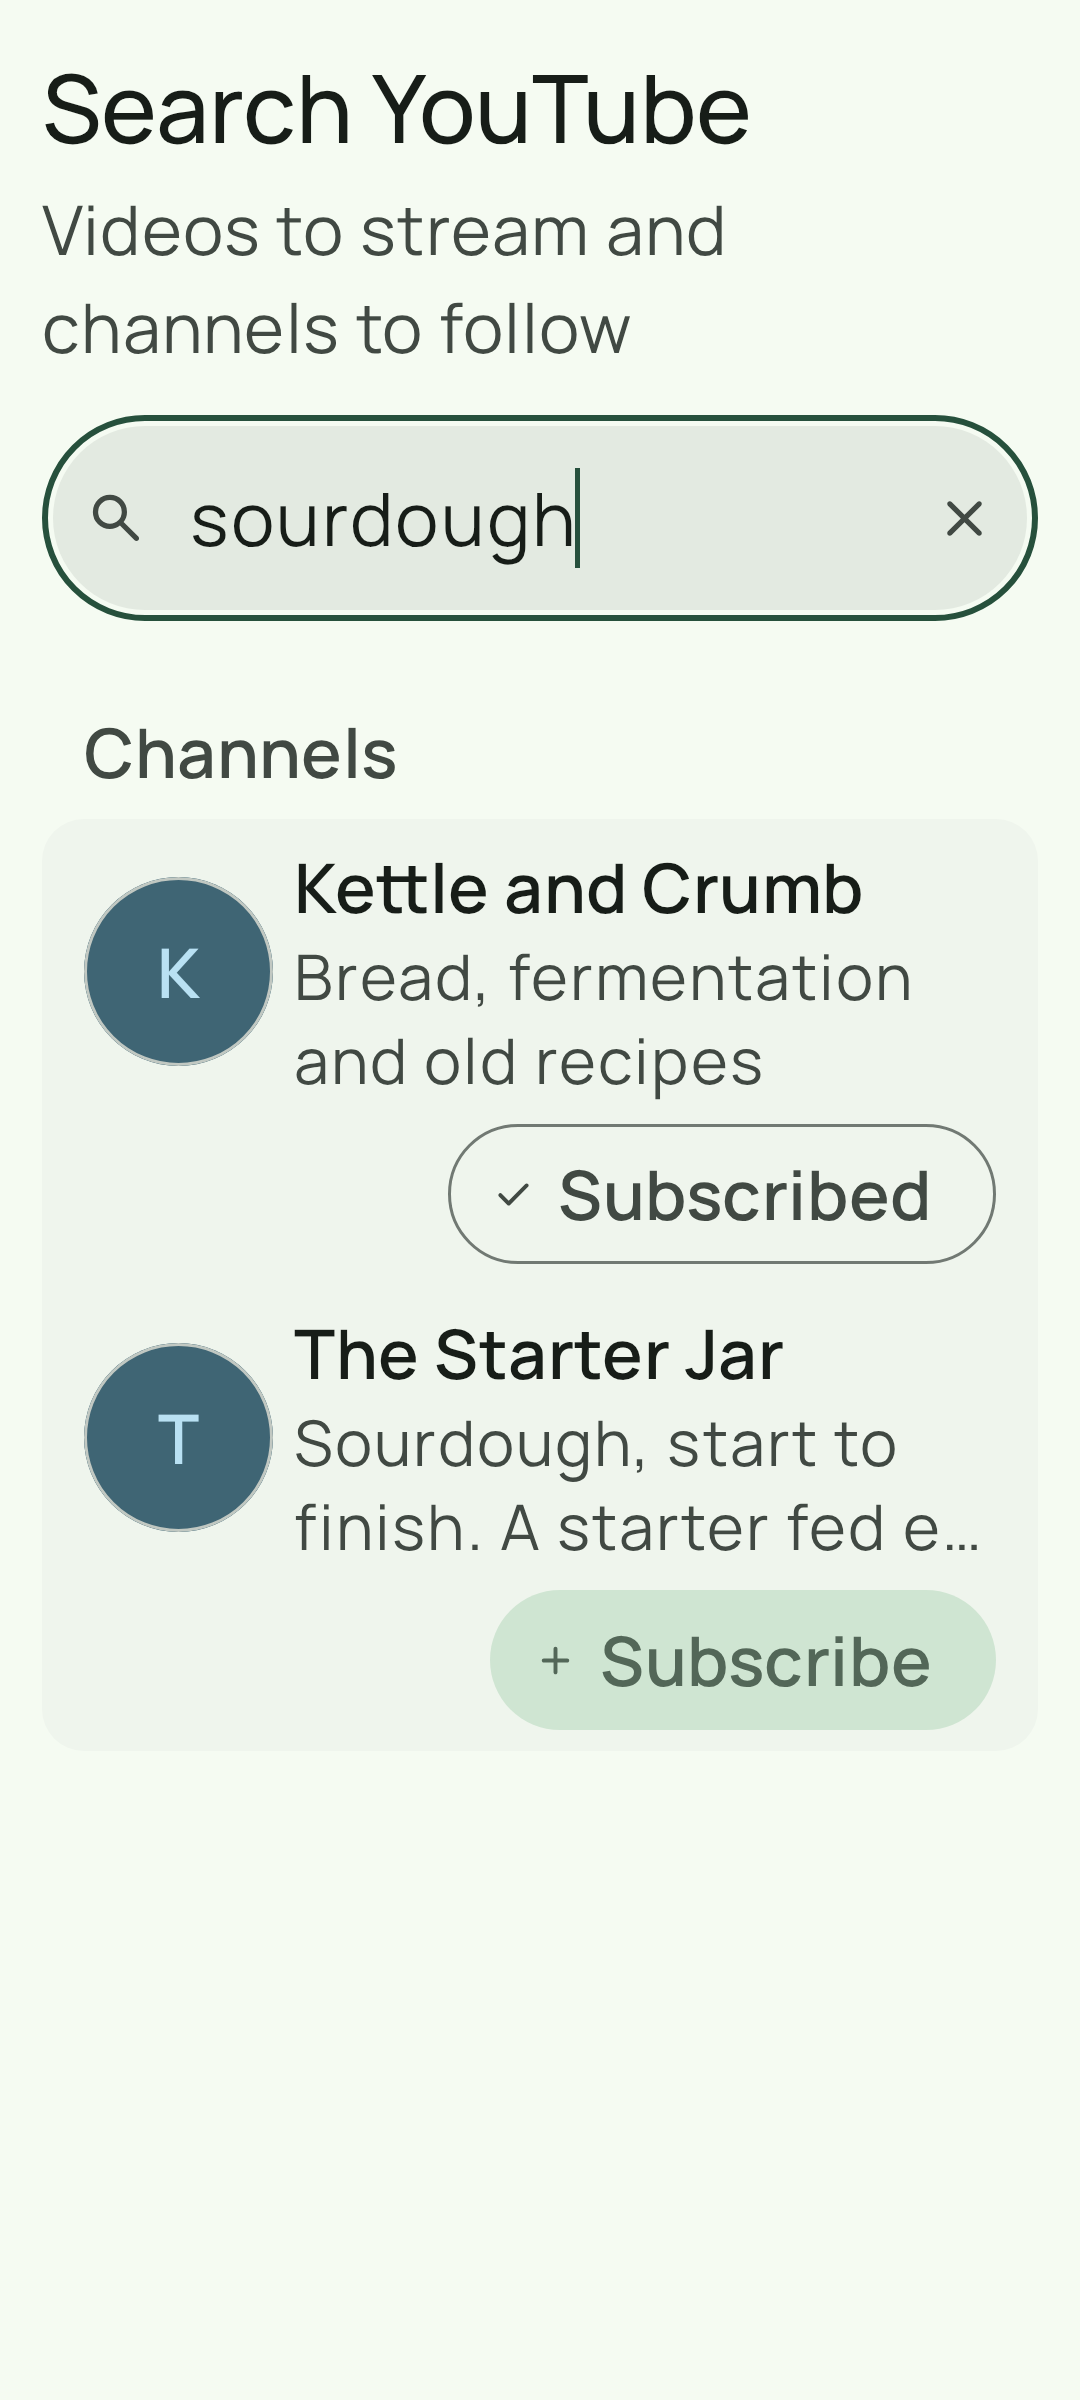 Search YouTube
Videos to stream and
channels to follow
sourdough
Channels
K
Kettle and Crumb
Bread, fermentation
and old recipes
Subscribed
T
The Starter Jar
Sourdough, start to
finish. A starter fed e…
Subscribe